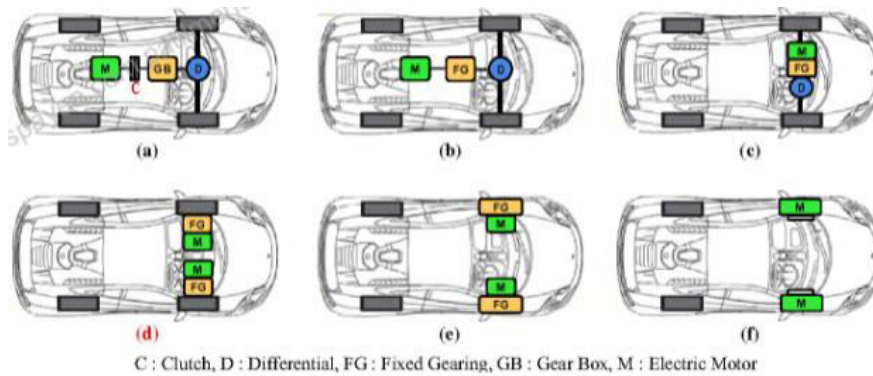 M C GB D
M FG D
M
FG
D
(a) (b) (c)
FG
M
M
FG
FG
M
M
FG
M
M
(d) (e) (f)
C : Clutch, D : Differential, FG : Fixed Gearing, GB : Gear Box, M : Electric Motor